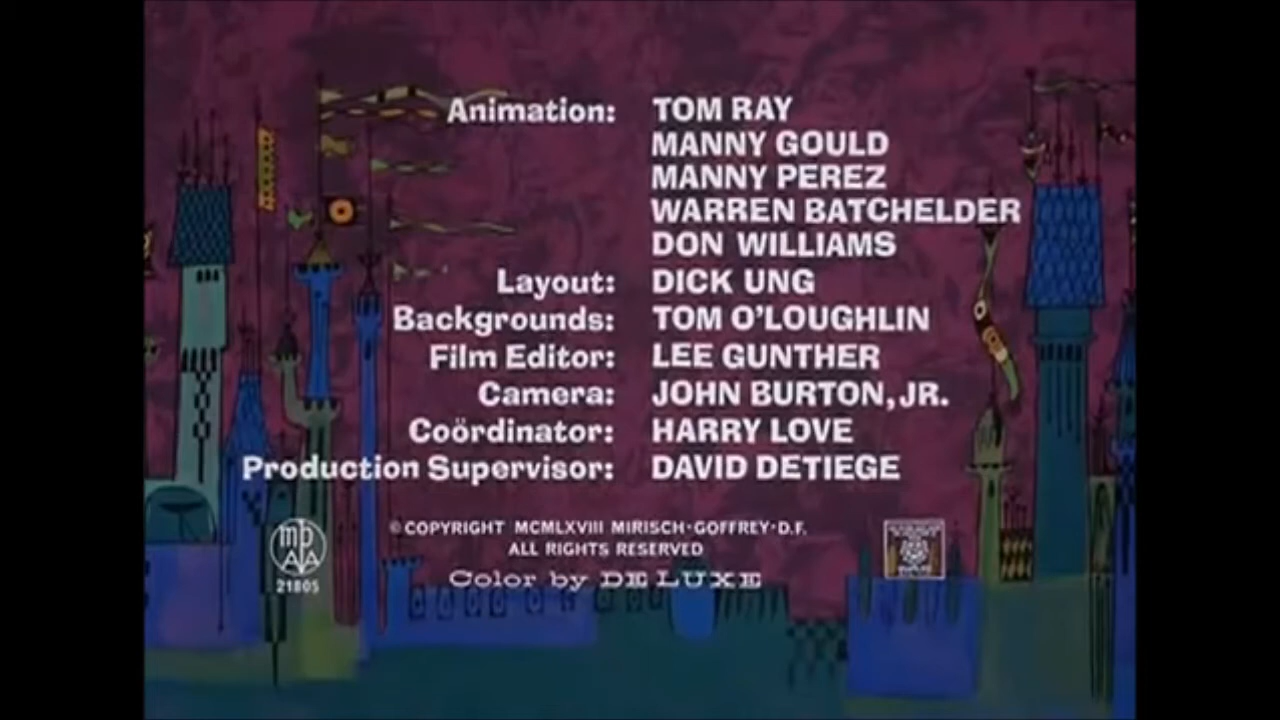 Animation: TOM RAY
MANNY GOULD
MANNY PEREZ
WARREN BATCHELDER
DON WILLIAMS
Layout: DICK UNG
Backgrounds: TOM O'LOUGHLIN
Film Editor: LEE GUNTHER
Camera: JOHN BURTON, JR.
Coördinator: HARRY LOVE
Production Supervisor: DAVID DETIEGE
© COPYRIGHT MCMLXVIII MIRISCH·GOFFREY·D.F.
ALL RIGHTS RESERVED
Color by DE LUXE
mpAA
21805